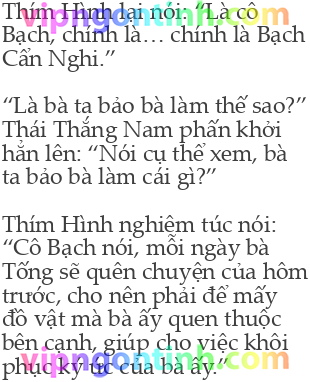 Thím Hình lại nói: “Là cô
Bạch, chính là… chính là Bạch
Cẩn Nghi.”
“Là bà ta bảo bà làm thế sao?”
Thái Thắng Nam phấn khởi
hẳn lên: “Nói cụ thể xem, bà
ta bảo bà làm cái gì?”
Thím Hình nghiêm túc nói:
“Cô Bạch nói, mỗi ngày bà
Tống sẽ quên chuyện của hôm
trước, cho nên phải để mấy
đồ vật mà bà ấy quen thuộc
bên cạnh, giúp cho việc khôi
phục ký ức của bà ấy.”
vipngontinh.com
vipngontinh.com